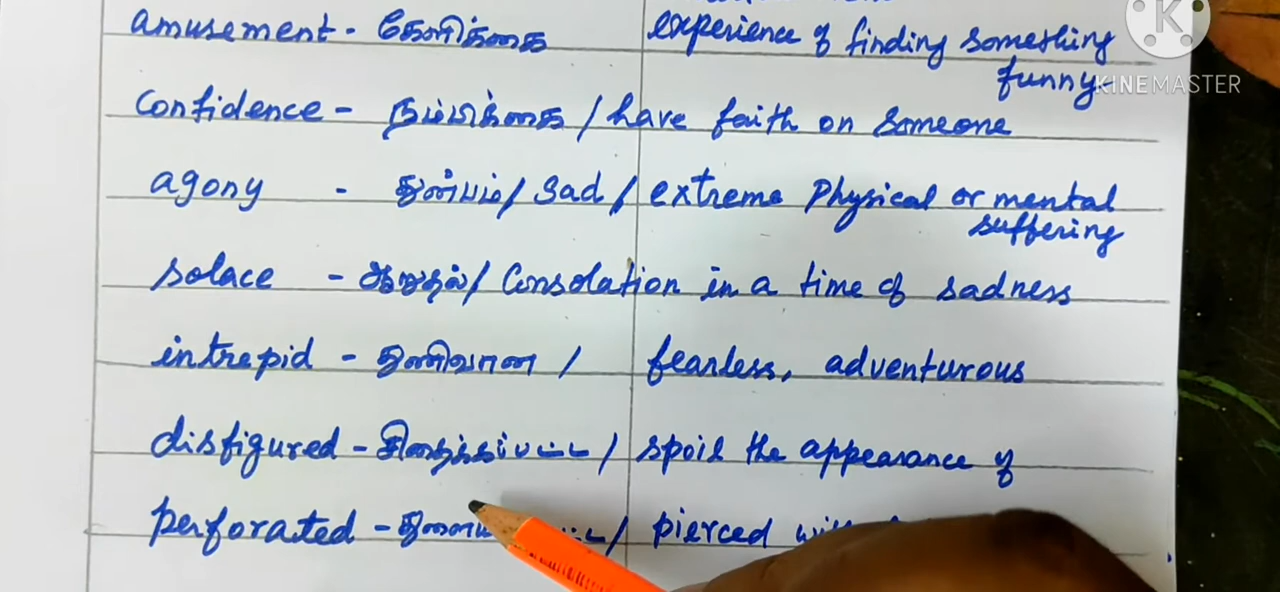 amusement - கேளிக்கை experience of finding something
funny
KINEMASTER
confidence - நம்பிக்கை / have faith on someone
agony - துன்பம் / Sad / extreme Physical or mental
suffering
solace - ஆறுதல் / Consolation in a time of sadness
intrepid - துணிவான / fearless, adventurous
disfigured - சிதைக்கப்பட்ட / spoil the appearance of
perforated - / pierced